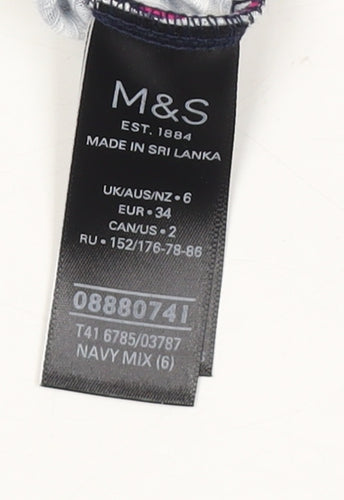 M&S
EST. 1884
MADE IN SRI LANKA
UK/AUS/NZ • 6
EUR • 34
CAN/US • 2
RU • 152/176-78-86
08880741
T41 6785/03787
NAVY MIX (6)